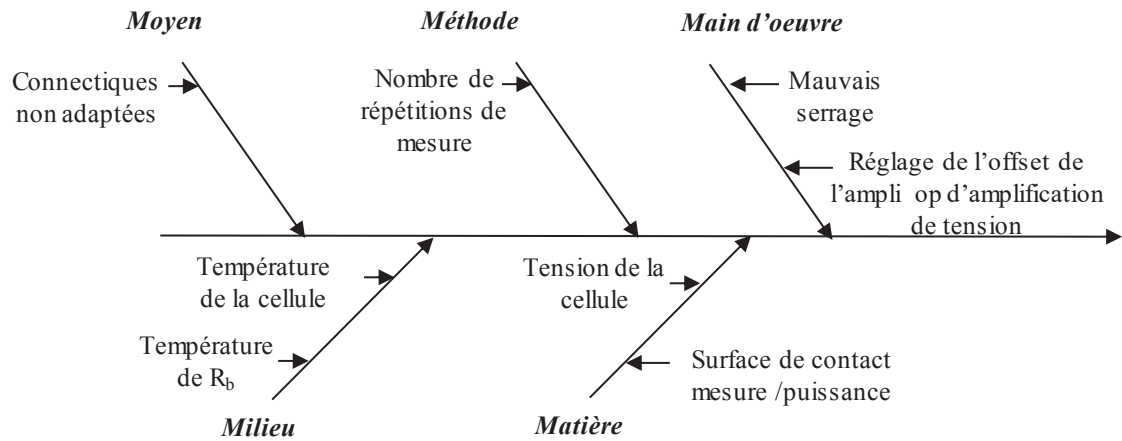 Moyen
Méthode
Main d'oeuvre
Connectiques
non adaptées
Nombre de
répétitions de
mesure
Mauvais
serrage
Réglage de l'offset de
l'ampli op d'amplification
de tension
Température
de la cellule
Température
de Rb
Tension de la
cellule
Surface de contact
mesure /puissance
Milieu
Matière